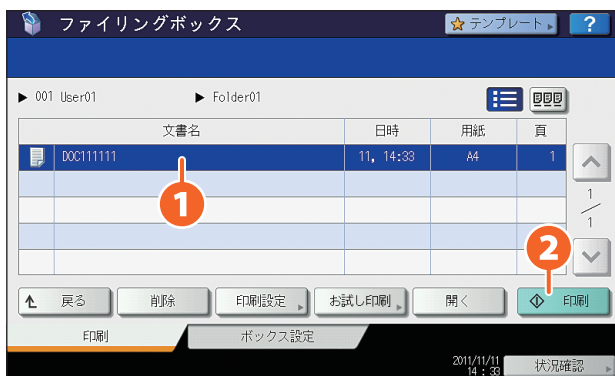 ファイリングボックス
テンプレート
?
001 User01 Folder01
文書名 日時 用紙 頁
DOC111111 11, 14:33 A4 1
1
1
1
2
戻る 削除 印刷設定 お試し印刷 開く 印刷
印刷 ボックス設定
2011/11/11
14:33
状況確認